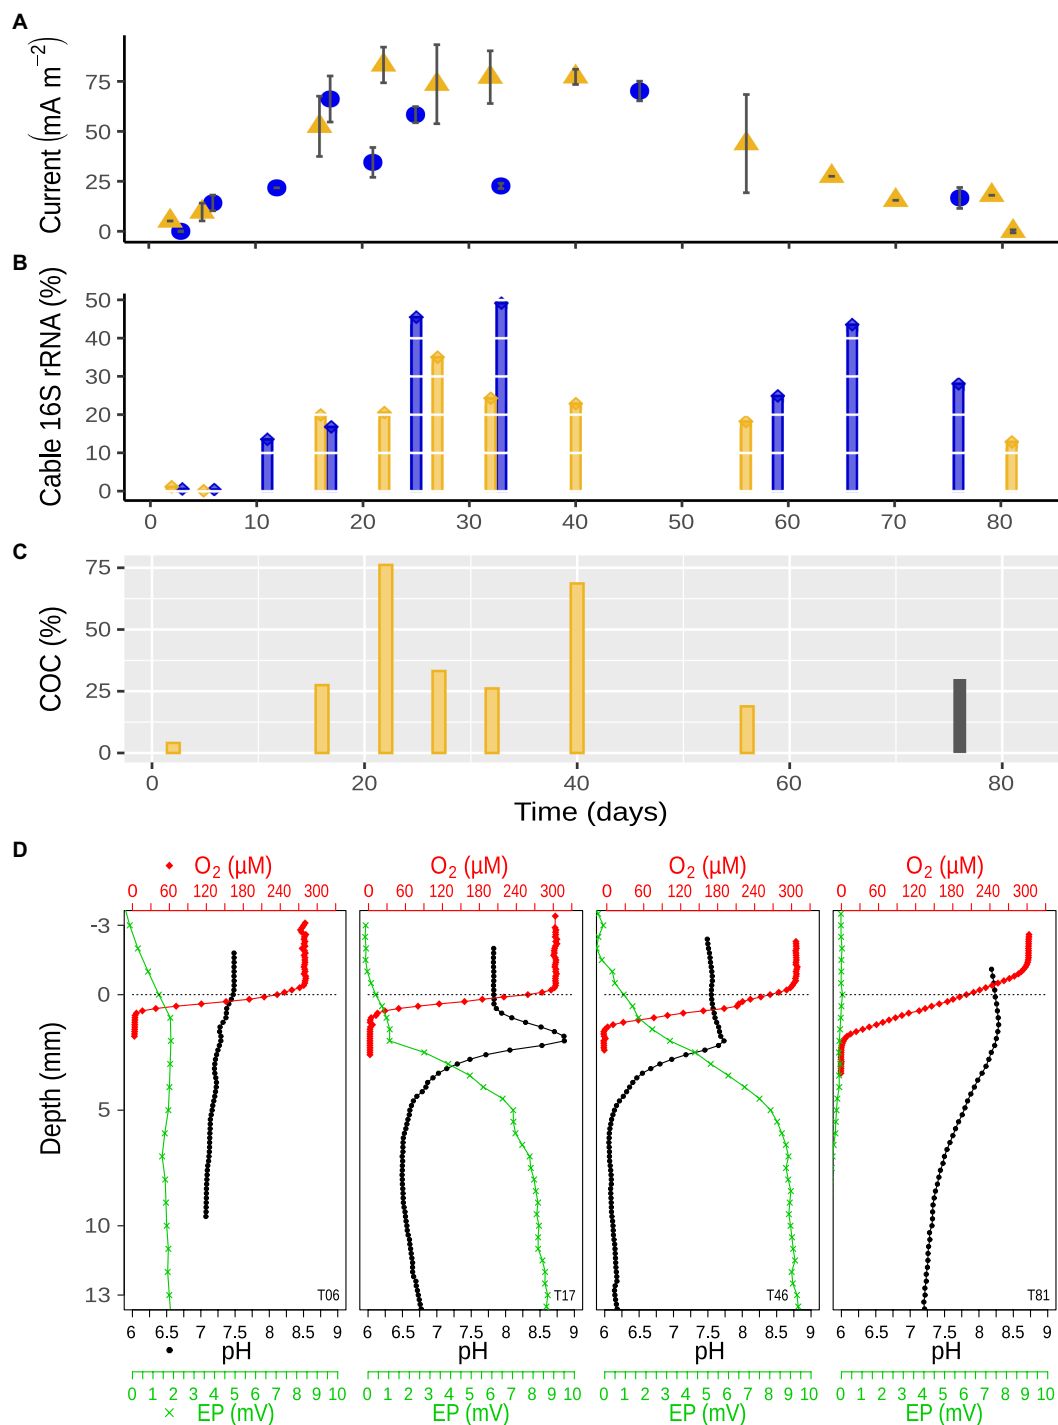 A
Current (mA m−2)
75
50
25
0
B
Cable 16S rRNA (%)
50
40
30
20
10
0
0 10 20 30 40 50 60 70 80
C
COC (%)
75
50
25
0
0 20 40 60 80
Time (days)
D
O2 (µM) O2 (µM) O2 (µM) O2 (µM)
0 60 120 180 240 300 0 60 120 180 240 300 0 60 120 180 240 300 0 60 120 180 240 300
Depth (mm)
-3
0
5
10
13
T06 T17 T46 T81
6 6.5 7 7.5 8 8.5 9 6 6.5 7 7.5 8 8.5 9 6 6.5 7 7.5 8 8.5 9 6 6.5 7 7.5 8 8.5 9
pH pH pH pH
0 1 2 3 4 5 6 7 8 9 10 0 1 2 3 4 5 6 7 8 9 10 0 1 2 3 4 5 6 7 8 9 10 0 1 2 3 4 5 6 7 8 9 10
EP (mV) EP (mV) EP (mV) EP (mV)